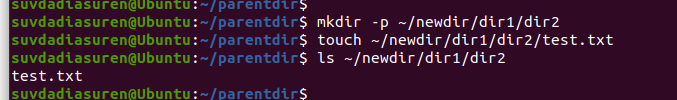 suvdadiasuren@Ubuntu:~/parentdir$
suvdadiasuren@Ubuntu:~/parentdir$ mkdir -p ~/newdir/dir1/dir2
suvdadiasuren@Ubuntu:~/parentdir$ touch ~/newdir/dir1/dir2/test.txt
suvdadiasuren@Ubuntu:~/parentdir$ ls ~/newdir/dir1/dir2
test.txt
suvdadiasuren@Ubuntu:~/parentdir$